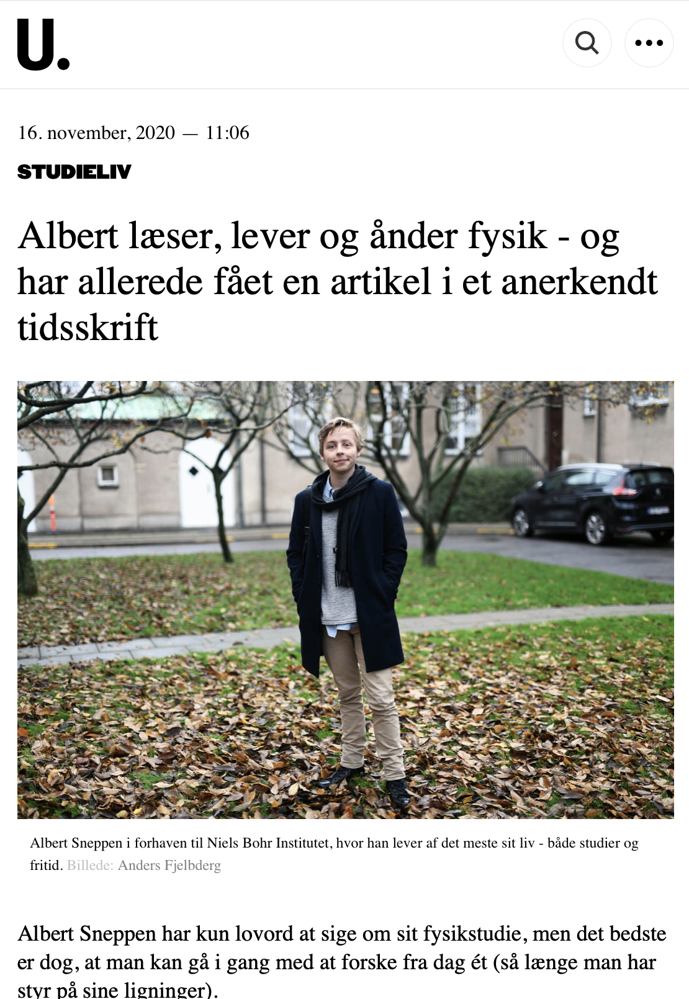 U.
16. november, 2020 — 11:06
STUDIELIV
Albert læser, lever og ånder fysik - og
har allerede fået en artikel i et anerkendt
tidsskrift
Albert Sneppen i forhaven til Niels Bohr Institutet, hvor han lever af det meste sit liv - både studier og
fritid. Billede: Anders Fjelbderg
Albert Sneppen har kun lovord at sige om sit fysikstudie, men det bedste
er dog, at man kan gå i gang med at forske fra dag ét (så længe man har
styr på sine ligninger).